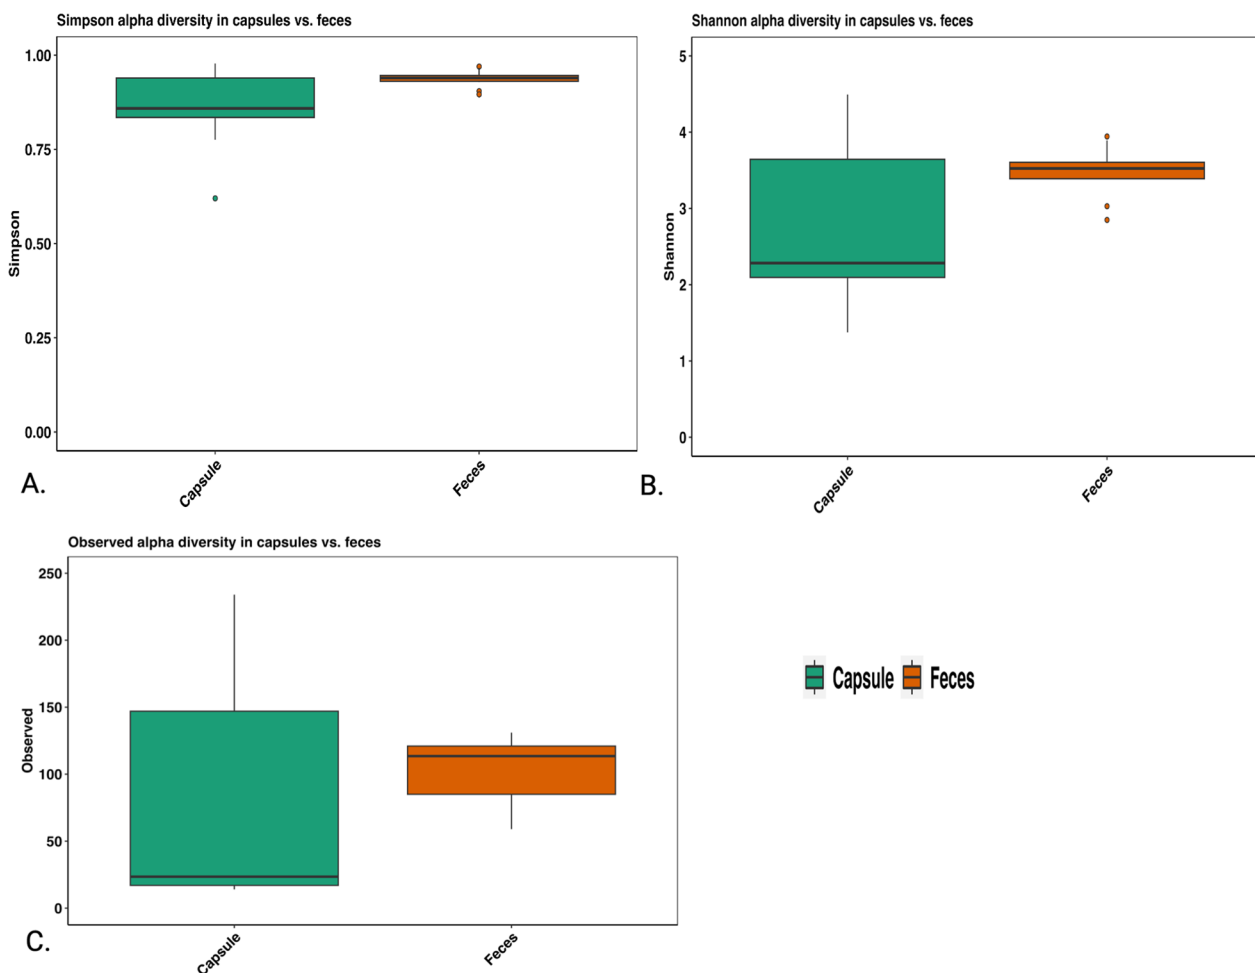 Simpson alpha diversity in capsules vs. feces
1.00
0.75
0.50
0.25
0.00
Simpson
Capsule
Feces
A.
Shannon alpha diversity in capsules vs. feces
5
4
3
2
1
0
Shannon
Capsule
Feces
B.
Observed alpha diversity in capsules vs. feces
250
200
150
100
50
0
Observed
Capsule
Feces
C.
Capsule Feces